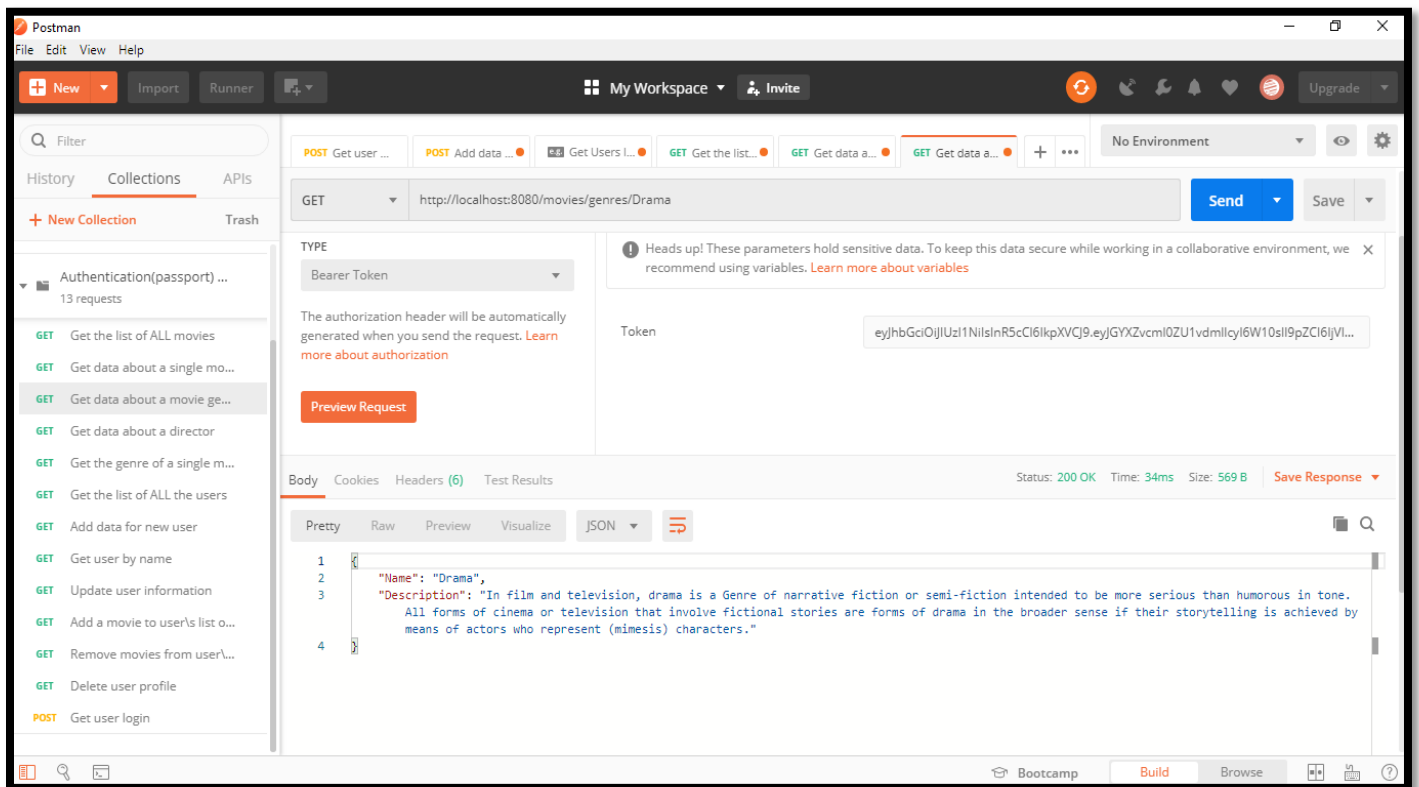 Postman
File Edit View Help
New Import Runner My Workspace Invite Upgrade
Filter
History Collections APIs
+ New Collection Trash
Authentication(passport) ...
13 requests
GET Get the list of ALL movies
GET Get data about a single mo...
GET Get data about a movie ge...
GET Get data about a director
GET Get the genre of a single m...
GET Get the list of ALL the users
GET Add data for new user
GET Get user by name
GET Update user information
GET Add a movie to user\s list o...
GET Remove movies from user\...
GET Delete user profile
POST Get user login
POST Get user ... POST Add data ... e.g. Get Users l... GET Get the list... GET Get data a... GET Get data a... + ••• No Environment
GET http://localhost:8080/movies/genres/Drama Send Save
TYPE
Bearer Token
The authorization header will be automatically
generated when you send the request. Learn
more about authorization
Preview Request
Heads up! These parameters hold sensitive data. To keep this data secure while working in a collaborative environment, we
recommend using variables. Learn more about variables
Token
Body Cookies Headers (6) Test Results Status: 200 OK Time: 34ms Size: 569 B Save Response
Pretty Raw Preview Visualize JSON
1 {
2 "Name": "Drama",
3 "Description": "In film and television, drama is a Genre of narrative fiction or semi-fiction intended to be more serious than humorous in tone.
All forms of cinema or television that involve fictional stories are forms of drama in the broader sense if their storytelling is achieved by
means of actors who represent (mimesis) characters."
4 }
Bootcamp Build Browse